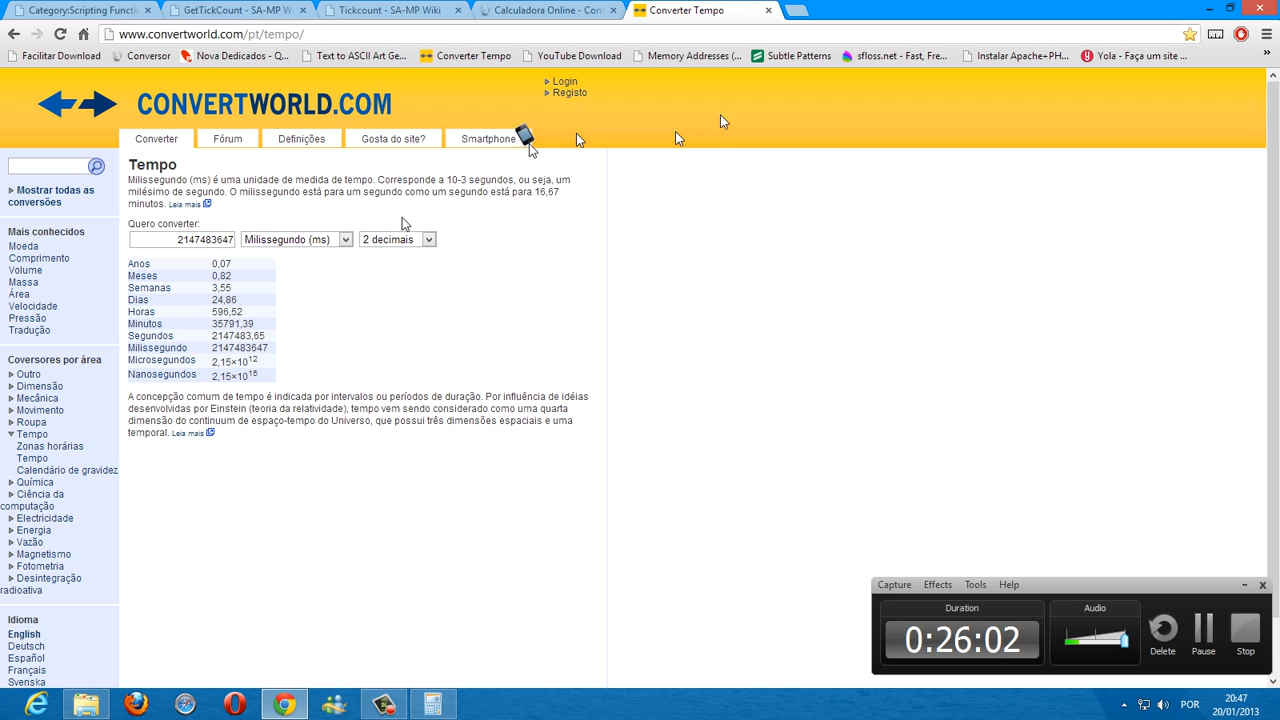 Category:Scripting Functi
GetTickCount - SA-MP Wiki
Tickcount - SA-MP Wiki
Calculadora Online - Com
Converter Tempo
www.convertworld.com/pt/tempo/
Facilitar Download
Conversor
Nova Dedicados - Q...
Text to ASCII Art Ge...
Converter Tempo
YouTube Download
Memory Addresses (...
Subtle Patterns
sfloss.net - Fast, Fre...
Instalar Apache+PH...
Yola - Faça um site ...
CONVERTWORLD.COM
Login
Registo
Converter
Fórum
Definições
Gosta do site?
Smartphone
Mostrar todas as
conversões
Mais conhecidos
Moeda
Comprimento
Volume
Massa
Área
Velocidade
Pressão
Tradução
Coversores por área
Outro
Dimensão
Mecânica
Movimento
Roupa
Tempo
Zonas horárias
Tempo
Calendário de gravidez
Química
Ciência da
computação
Electricidade
Energia
Vazão
Magnetismo
Fotometria
Desintegração
radioativa
Idioma
English
Deutsch
Español
Français
Svenska
Tempo
Milissegundo (ms) é uma unidade de medida de tempo. Corresponde a 10-3 segundos, ou seja, um
milésimo de segundo. O milissegundo está para um segundo como um segundo está para 16,67
minutos. Leia mais
Quero converter:
2147483647 Milissegundo (ms) 2 decimais
Anos 0,07
Meses 0,82
Semanas 3,55
Dias 24,86
Horas 596,52
Minutos 35791,39
Segundos 2147483,65
Milissegundo 2147483647
Microsegundos 2,15×10¹²
Nanosegundos 2,15×10¹⁵
A concepção comum de tempo é indicada por intervalos ou períodos de duração. Por influência de idéias
desenvolvidas por Einstein (teoria da relatividade), tempo vem sendo considerado como uma quarta
dimensão do continuum de espaço-tempo do Universo, que possui três dimensões espaciais e uma
temporal. Leia mais
Capture Effects Tools Help
Duration
0:26:02
Audio
Delete
Pause
Stop
POR
20:47
20/01/2013